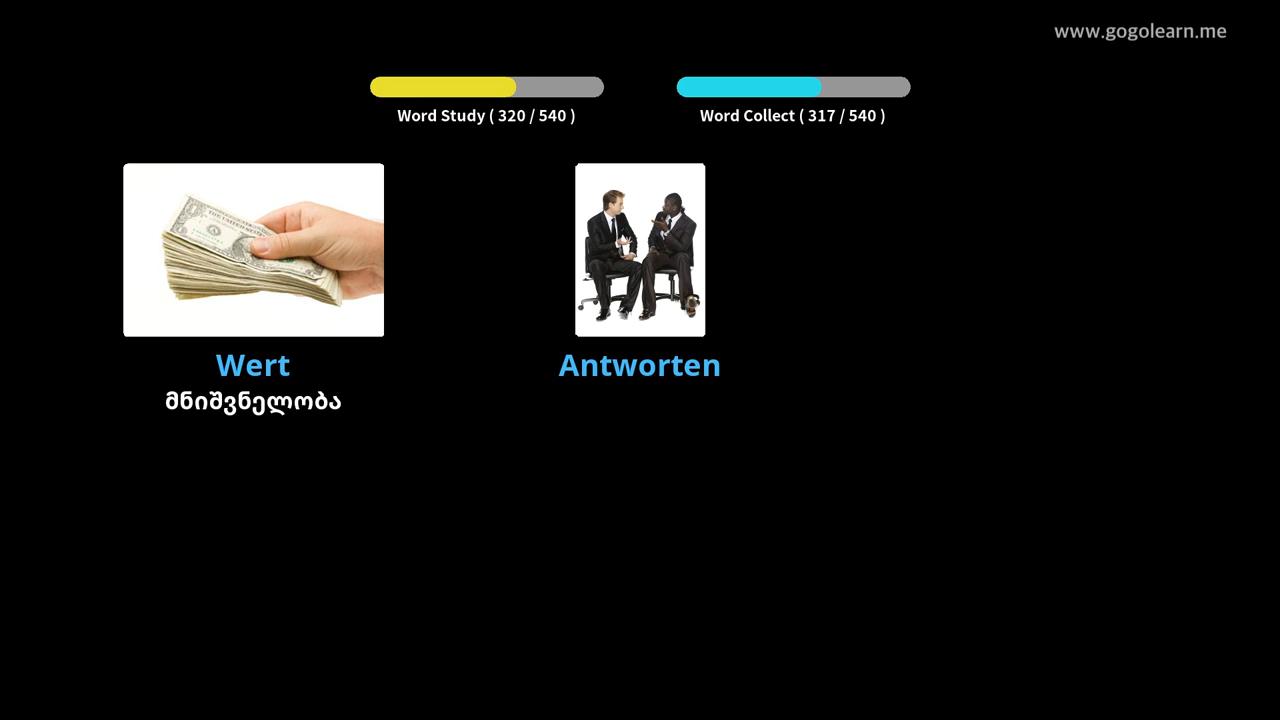 www.gogolearn.me
Word Study ( 320 / 540 )
Word Collect ( 317 / 540 )
Wert
Antworten
მნიშვნელობა